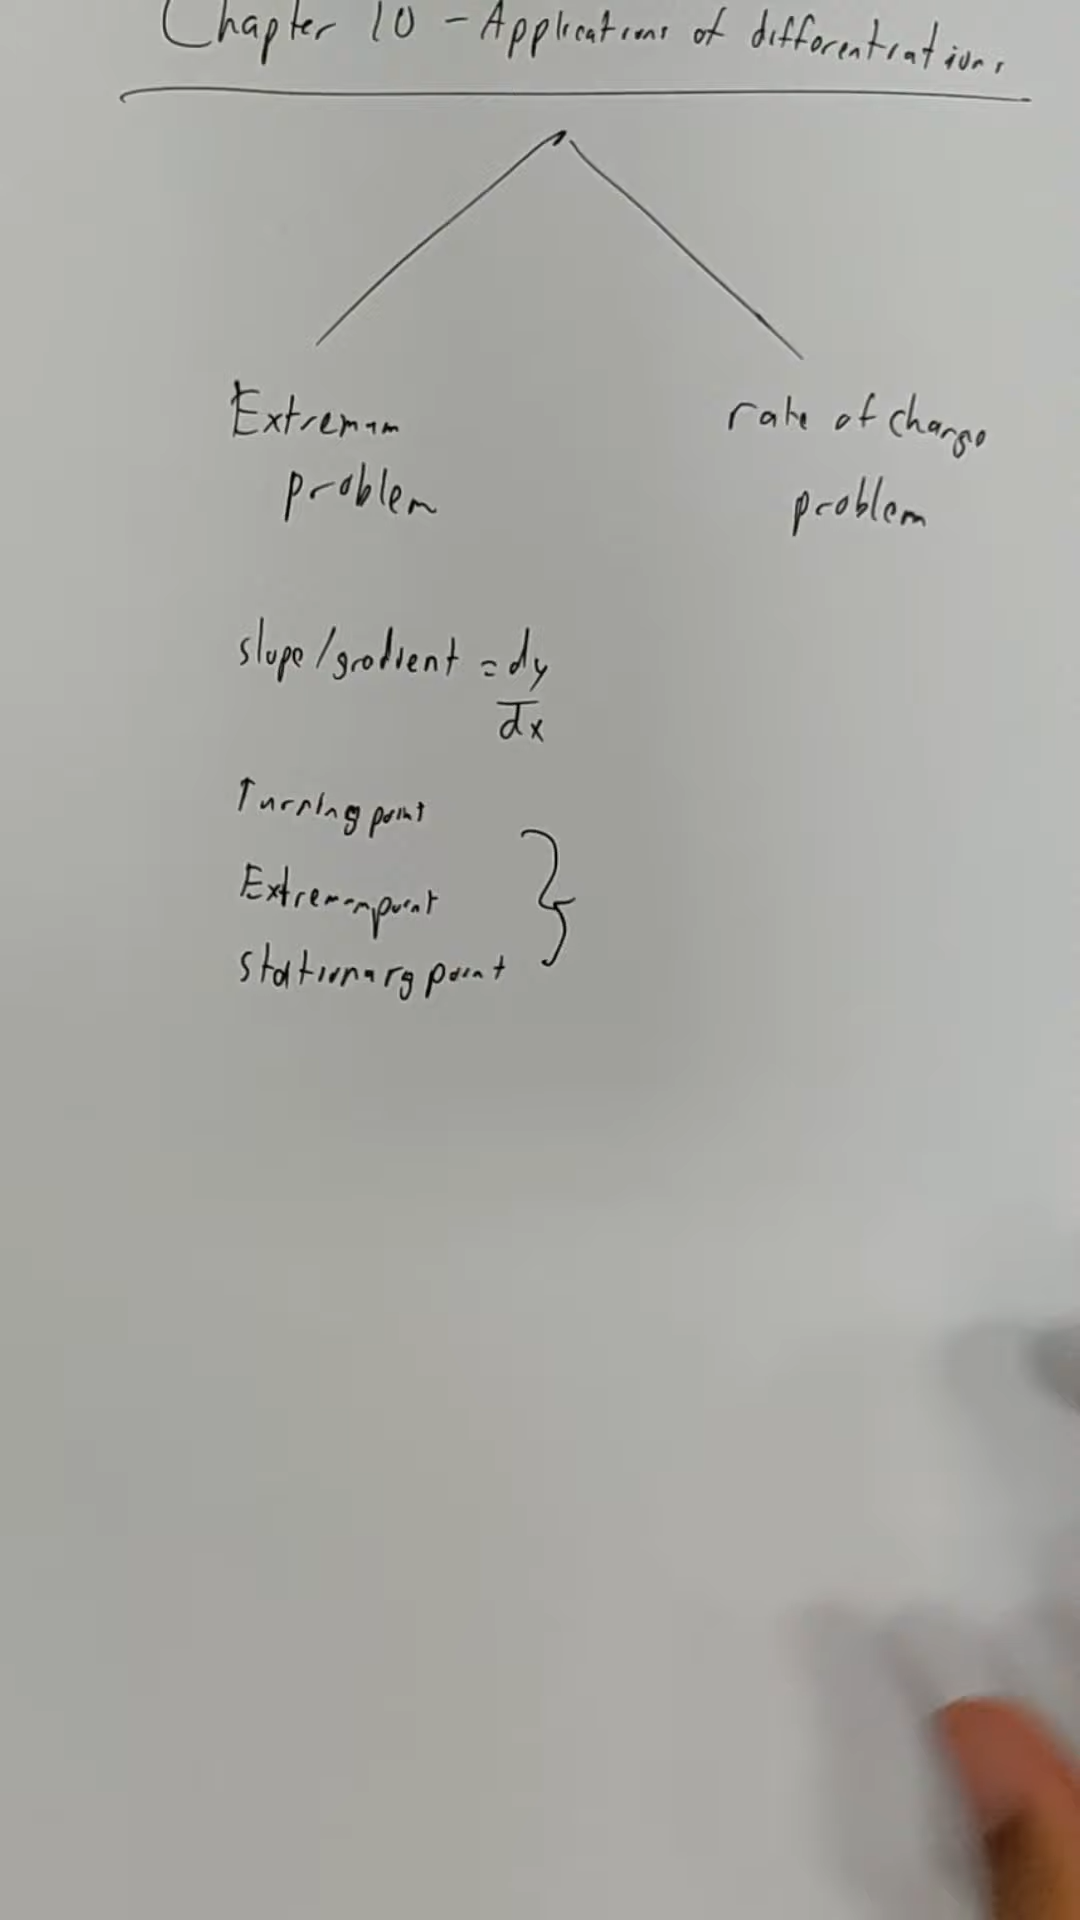 Chapter 10 - Applications of differentiations
Extremum problem
rate of change problem
slope/gradient = dy/dx
Turning point
Extremum point
Stationary point